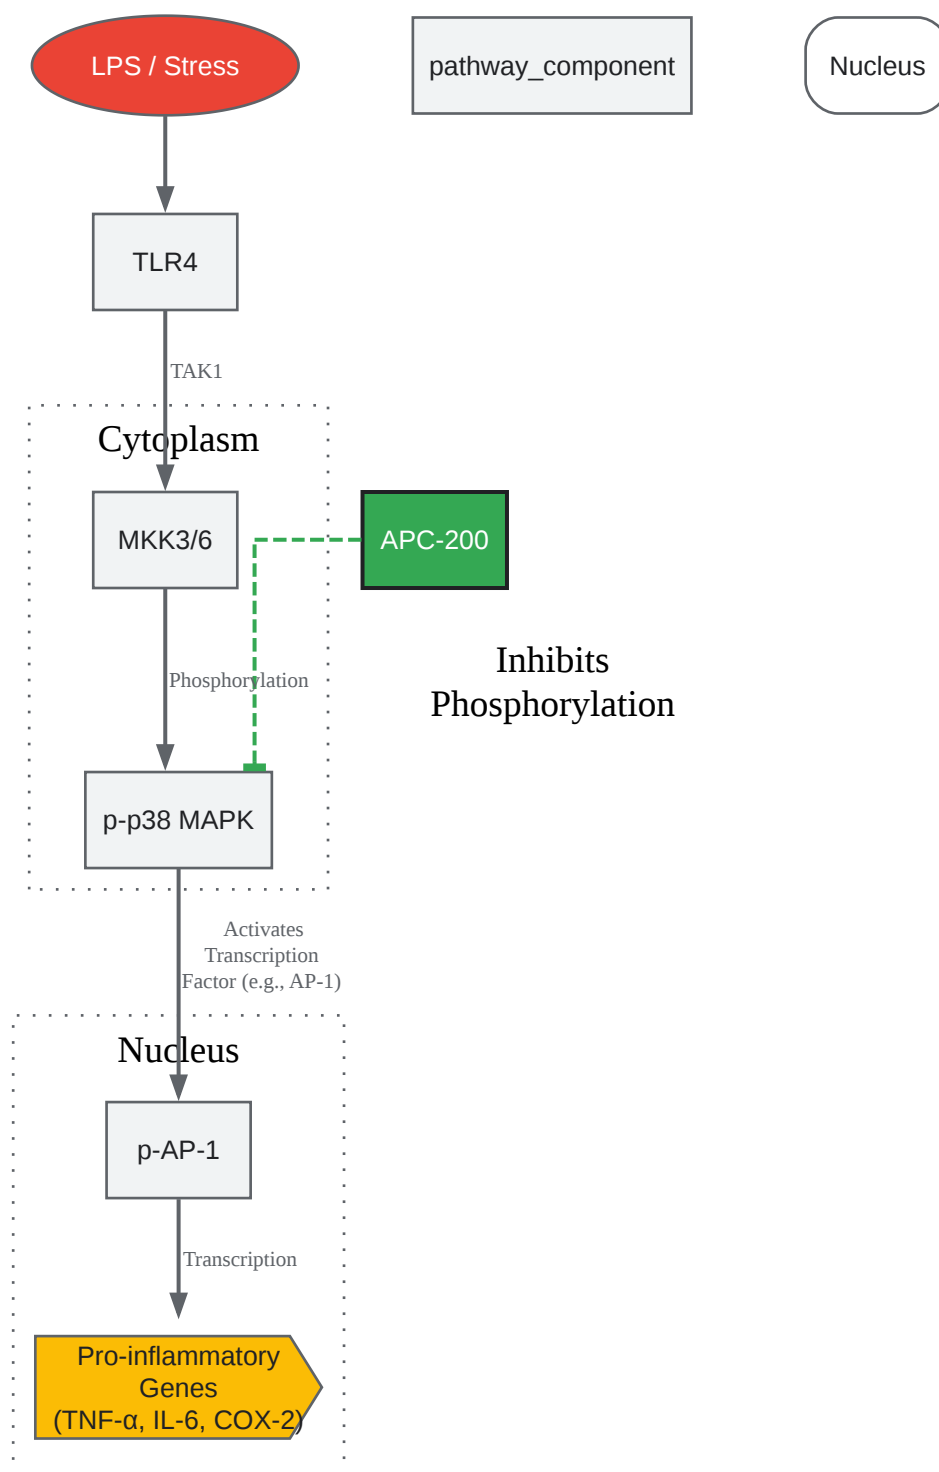 LPS / Stress
pathway_component
Nucleus
TLR4
TAK1
Cytoplasm
MKK3/6
APC-200
Inhibits
Phosphorylation
Phosphorylation
p-p38 MAPK
Activates
Transcription
Factor (e.g., AP-1)
Nucleus
p-AP-1
Transcription
Pro-inflammatory
Genes
(TNF-α, IL-6, COX-2)